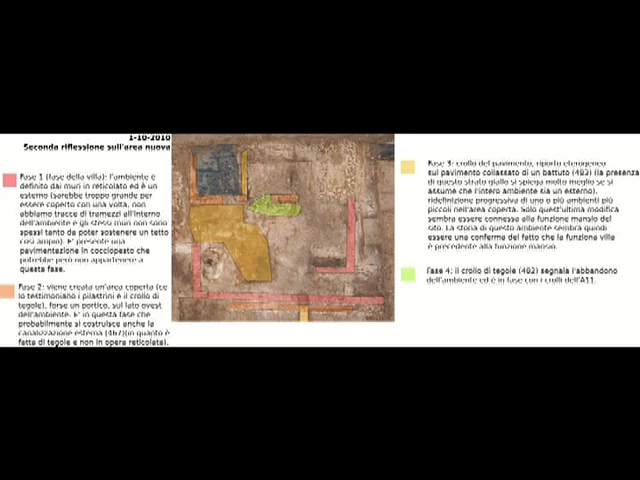 1-10-2010
Seconda riflessione sull'area nuova
Fase 1 (fase della villa): l'ambiente è
definito dai muri in reticolato ed è un
esterno (sarebbe troppo grande per
essere coperto con una volta, non
abbiamo tracce di tramezzi all'interno
dell'ambiente e gli stessi muri non sono
spessi tanto da poter sostenere un tetto
così ampio). E' presente una
pavimentazione in cocciopesto che
potrebbe però non appartenere a
questa fase.
Fase 2: viene creata un'area coperta (ce
lo testimoniano i pilastrini e il crollo di
tegole), forse un portico, sul lato ovest
dell'ambiente. E' in questa fase che
probabilmente si costruisce anche la
canalizzazione esterna (467)(in quanto è
fatta di tegole e non in opera reticolata).
Fase 3: crollo del pavimento, riporto eterogeneo
sul pavimento collassato di un battuto (493) (la presenza
di questo strato giallo si spiega molto meglio se si
assume che l'intero ambiente sia un esterno).
ridefinizione progressiva di uno o più ambienti più
piccoli nell'area coperta. Solo quest'ultima modifica
sembra essere connessa alla funzione mansio del
sito. La storia di questo ambiente sembra quindi
essere una conferma del fatto che la funzione villa
è precedente alla funzione mansio.
Fase 4: il crollo di tegole (482) segnala l'abbandono
dell'ambiente ed è in fase con i crolli dell'A11.